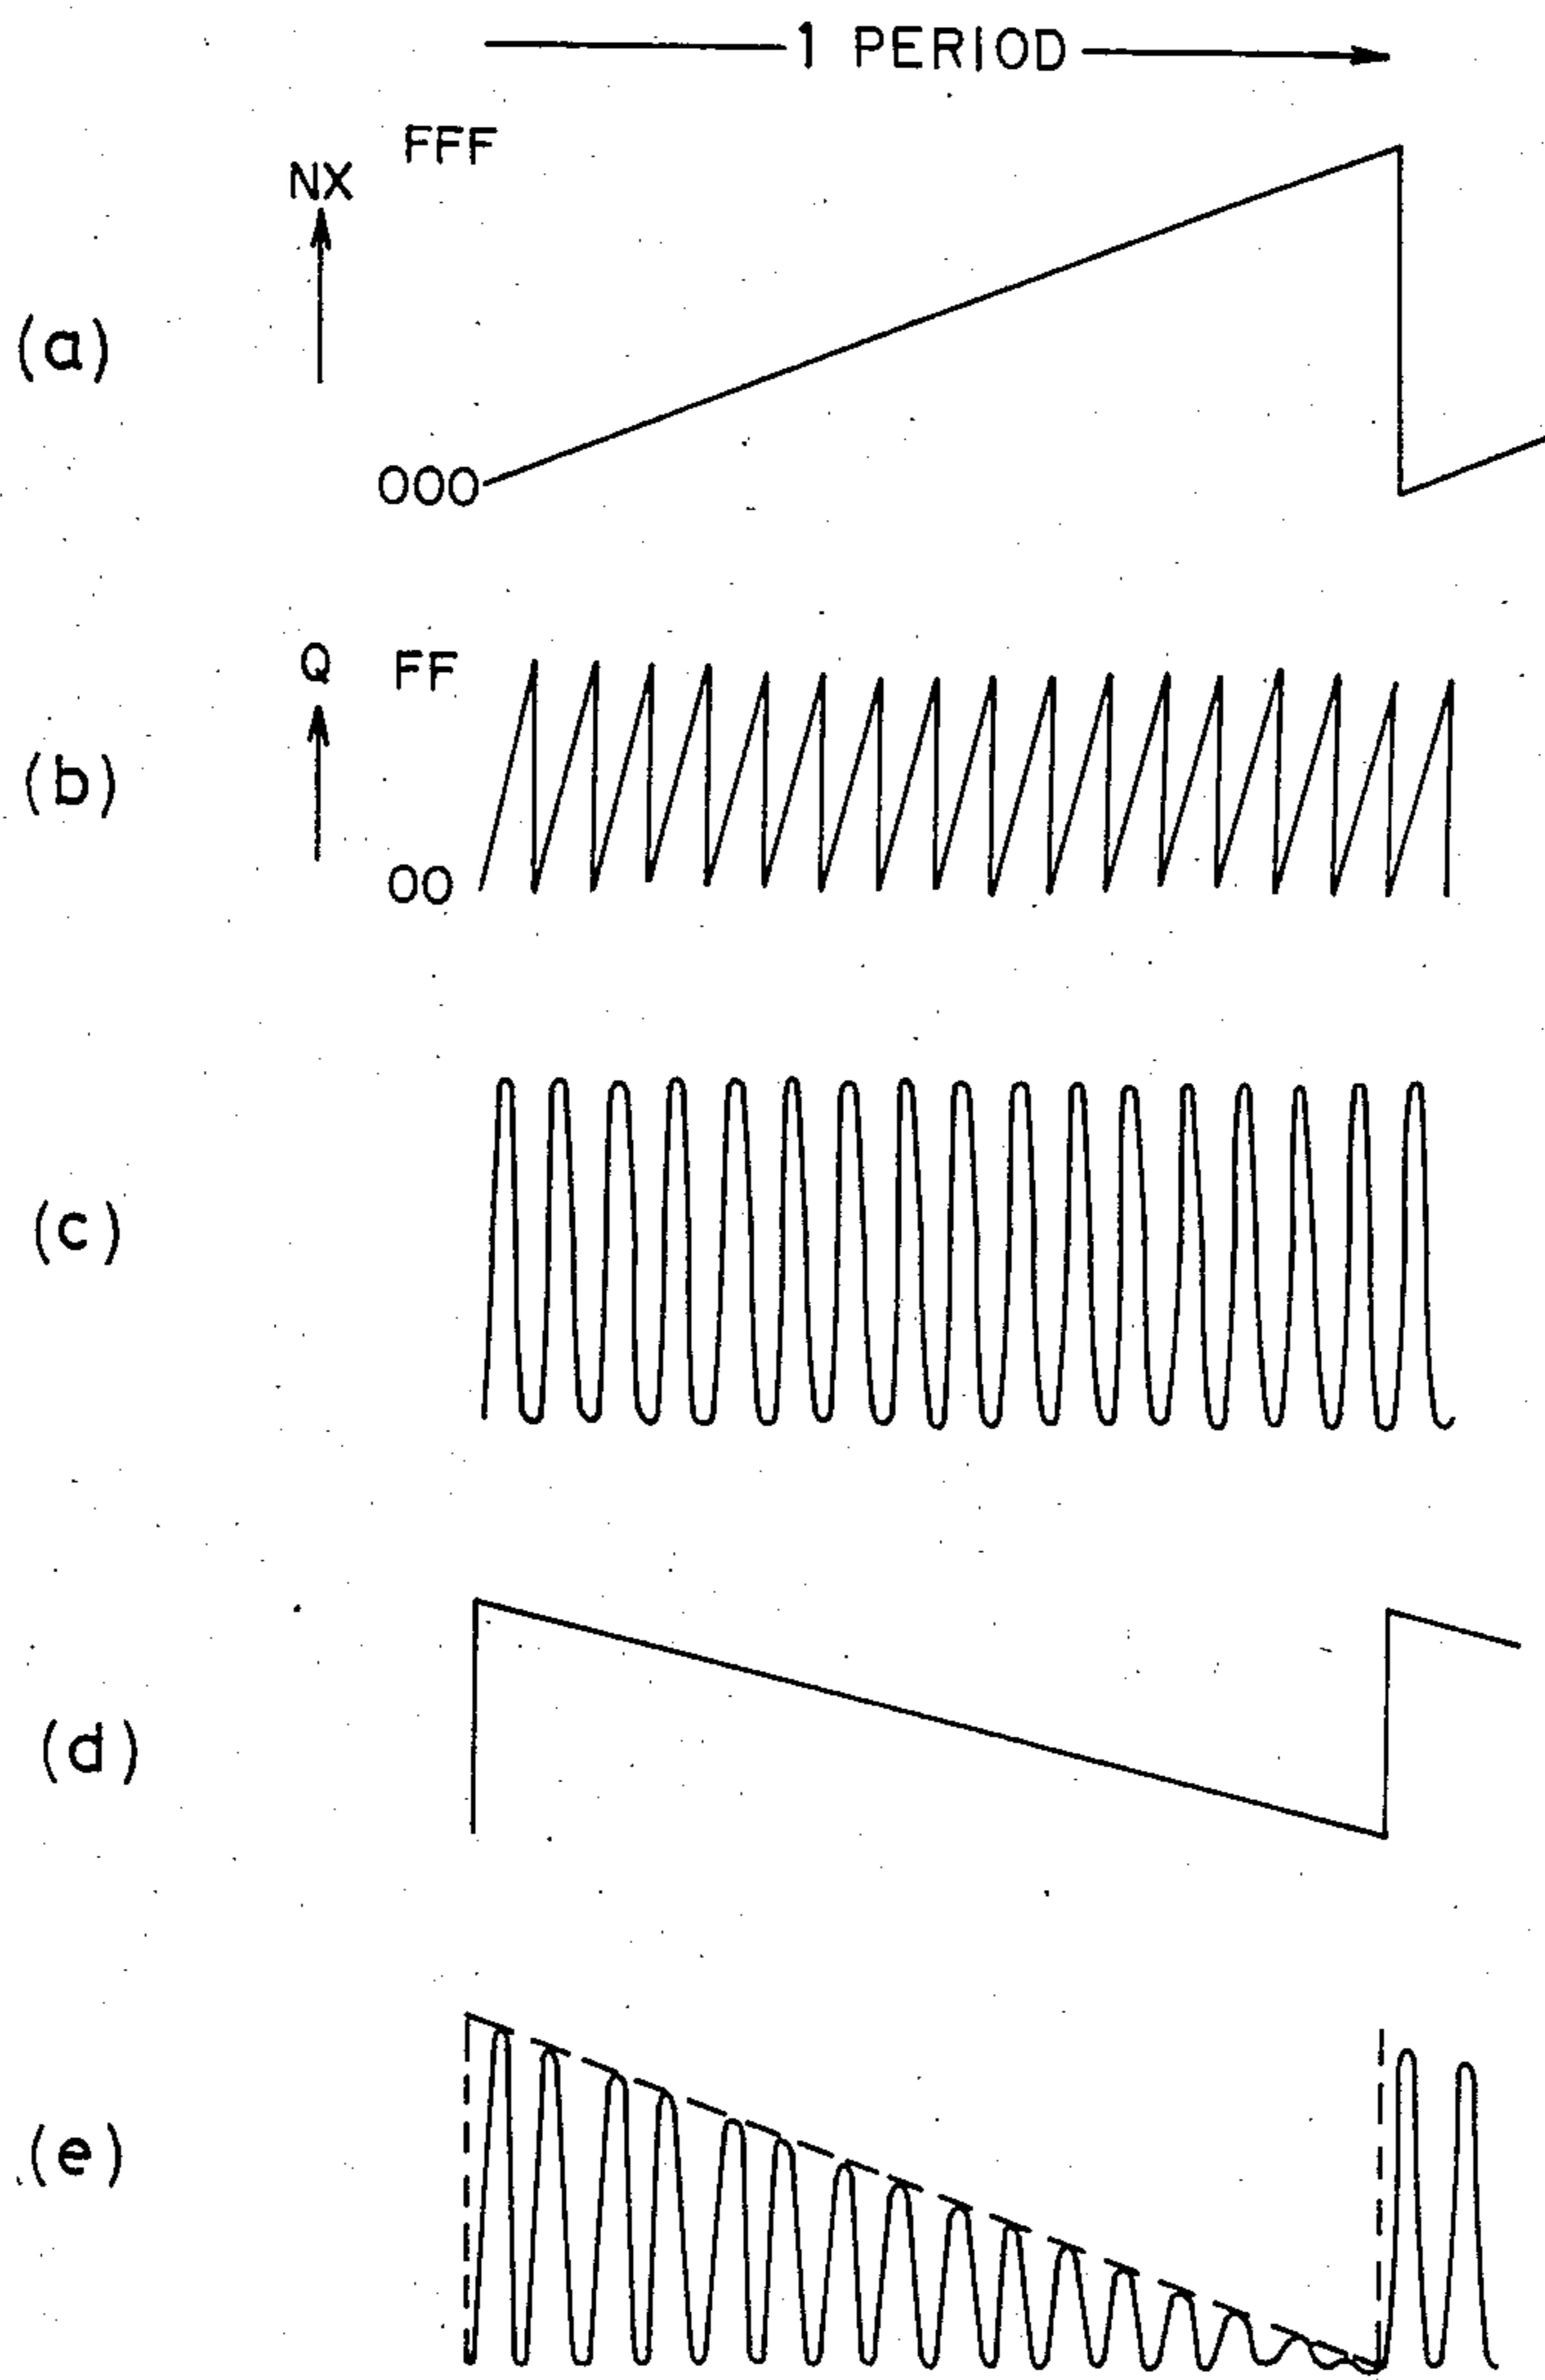 1 PERIOD
FFF
NX
(a)
000
Q FF
(b)
00
(c)
(d)
(e)